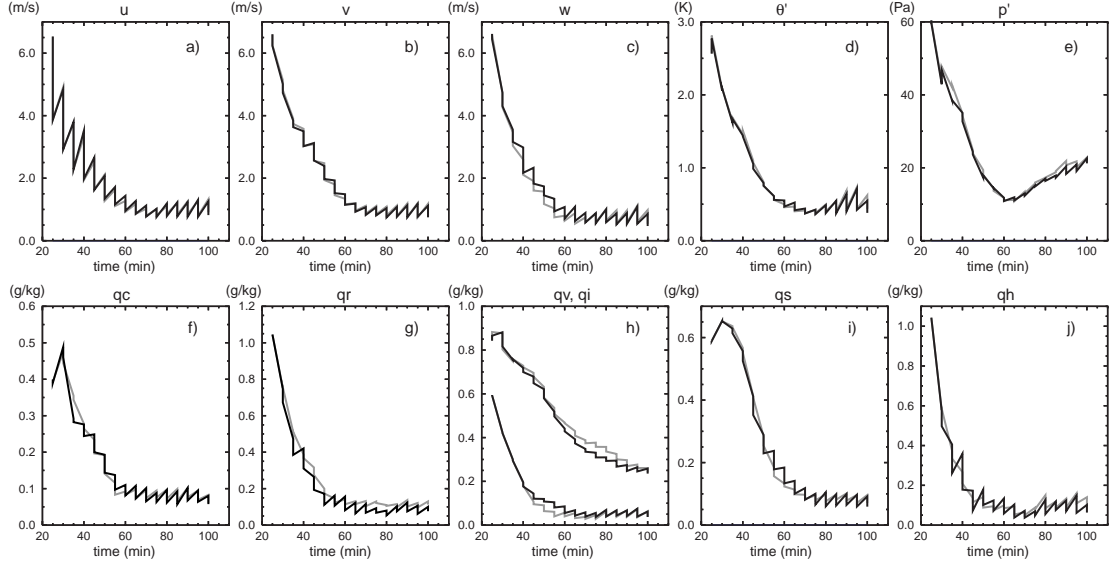 (m/s) u (m/s) v (m/s) w (K) θ' (Pa) p'
a) b) c) d) e)
6.0 6.0 6.0 3.0 60
4.0 4.0 4.0 2.0 40
2.0 2.0 2.0 1.0 20
0.0 0.0 0.0 0.0 0
20 40 60 80 100 20 40 60 80 100 20 40 60 80 100 20 40 60 80 100 20 40 60 80 100
time (min) time (min) time (min) time (min) time (min)
(g/kg) qc (g/kg) qr (g/kg) qv, qi (g/kg) qs (g/kg) qh
f) g) h) i) j)
0.6 1.2 1.0
0.5 1.0 0.8 0.6 1.0
0.4 0.8 0.8
0.3 0.6 0.6 0.4 0.6
0.2 0.4 0.4 0.2 0.4
0.1 0.2 0.2 0.2
0.0 0.0 0.0 0.0 0.0
20 40 60 80 100 20 40 60 80 100 20 40 60 80 100 20 40 60 80 100 20 40 60 80 100
time (min) time (min) time (min) time (min) time (min)